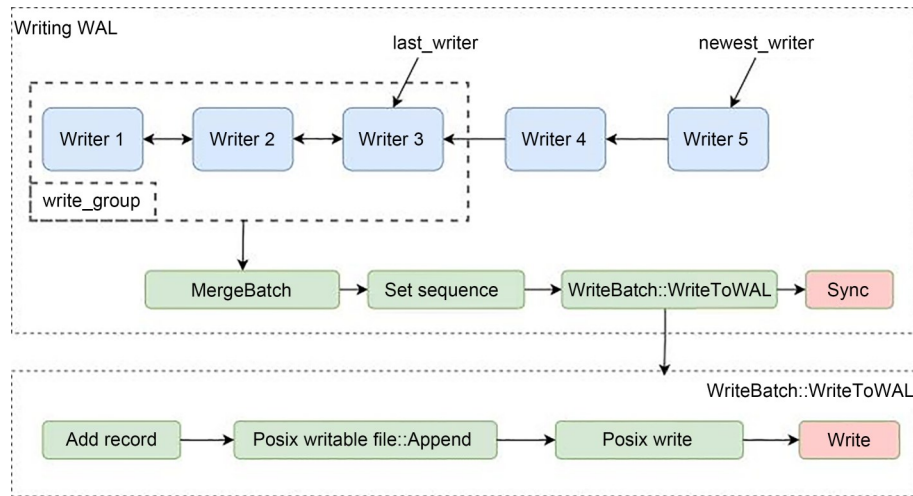 Writing WAL
last_writer
newest_writer
Writer 1
Writer 2
Writer 3
Writer 4
Writer 5
write_group
MergeBatch
Set sequence
WriteBatch::WriteToWAL
Sync
WriteBatch::WriteToWAL
Add record
Posix writable file::Append
Posix write
Write